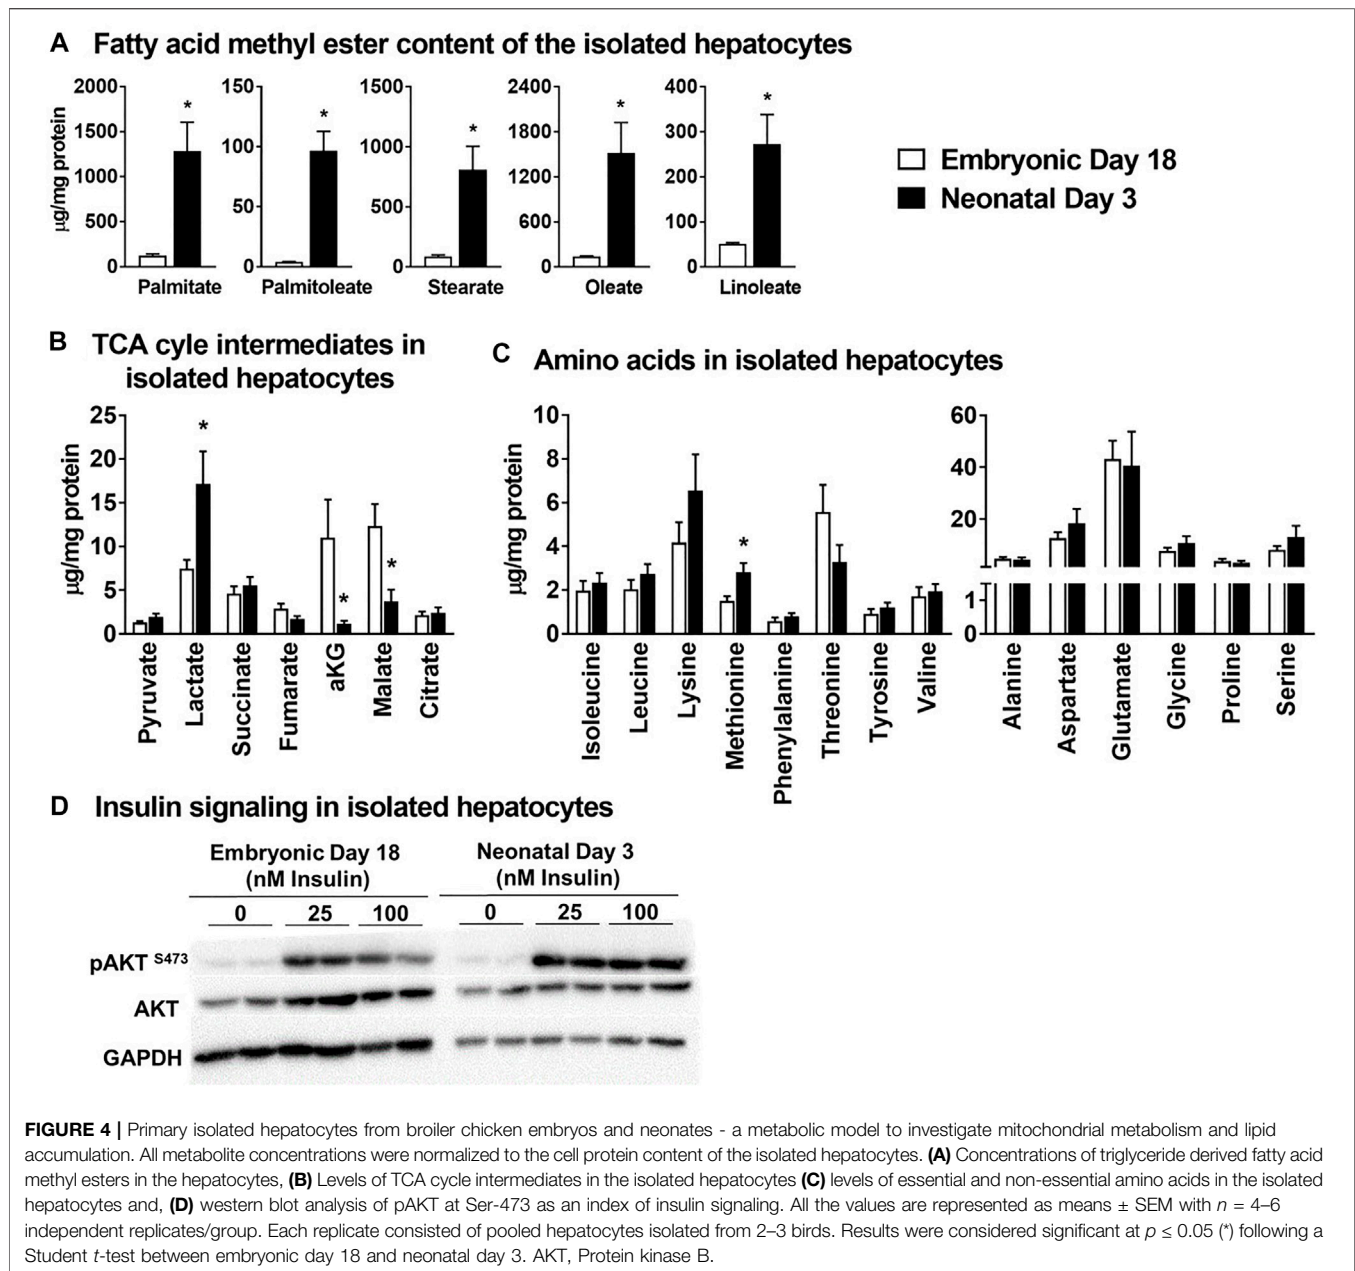 A Fatty acid methyl ester content of the isolated hepatocytes
2000 150 1500 2400 400
1500 100 1000 1800 300
1000 1200 200
500 50 500 600 100
0 0 0 0 0
µg/mg protein
* * * * *
Palmitate Palmitoleate Stearate Oleate Linoleate
Embryonic Day 18
Neonatal Day 3
B TCA cyle intermediates in
isolated hepatocytes
25
20
15
10
5
0
µg/mg protein
* * *
Pyruvate Lactate Succinate Fumarate aKG Malate Citrate
C Amino acids in isolated hepatocytes
10
8
6
4
2
0
µg/mg protein
*
Isoleucine Leucine Lysine Methionine Phenylalanine Threonine Tyrosine Valine
60
40
20
1
0
Alanine Aspartate Glutamate Glycine Proline Serine
D Insulin signaling in isolated hepatocytes
Embryonic Day 18 Neonatal Day 3
(nM Insulin) (nM Insulin)
0 25 100 0 25 100
pAKT S473
AKT
GAPDH
FIGURE 4 | Primary isolated hepatocytes from broiler chicken embryos and neonates - a metabolic model to investigate mitochondrial metabolism and lipid
accumulation. All metabolite concentrations were normalized to the cell protein content of the isolated hepatocytes. (A) Concentrations of triglyceride derived fatty acid
methyl esters in the hepatocytes, (B) Levels of TCA cycle intermediates in the isolated hepatocytes (C) levels of essential and non-essential amino acids in the isolated
hepatocytes and, (D) western blot analysis of pAKT at Ser-473 as an index of insulin signaling. All the values are represented as means ± SEM with n = 4–6
independent replicates/group. Each replicate consisted of pooled hepatocytes isolated from 2–3 birds. Results were considered significant at p ≤ 0.05 (*) following a
Student t-test between embryonic day 18 and neonatal day 3. AKT, Protein kinase B.